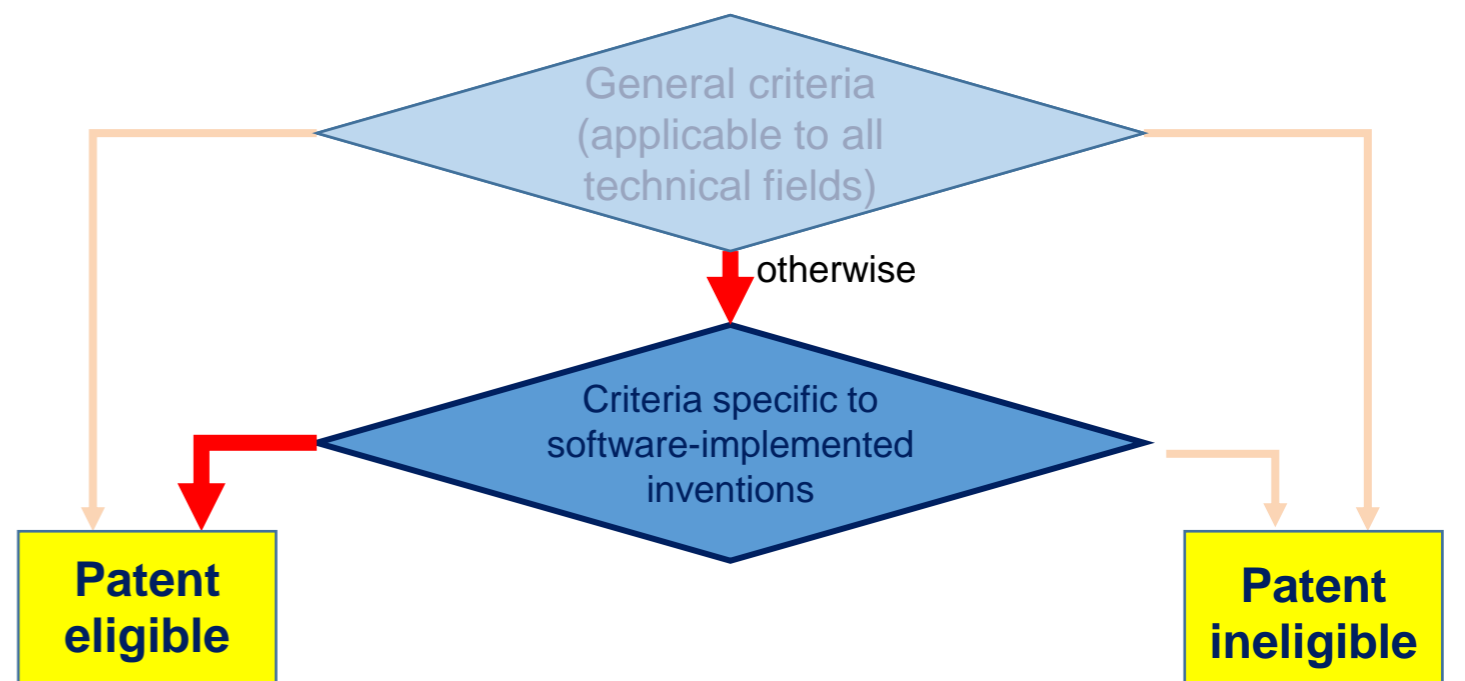 General criteria
(applicable to all
technical fields)
otherwise
Criteria specific to
software-implemented
inventions
Patent
eligible
Patent
ineligible